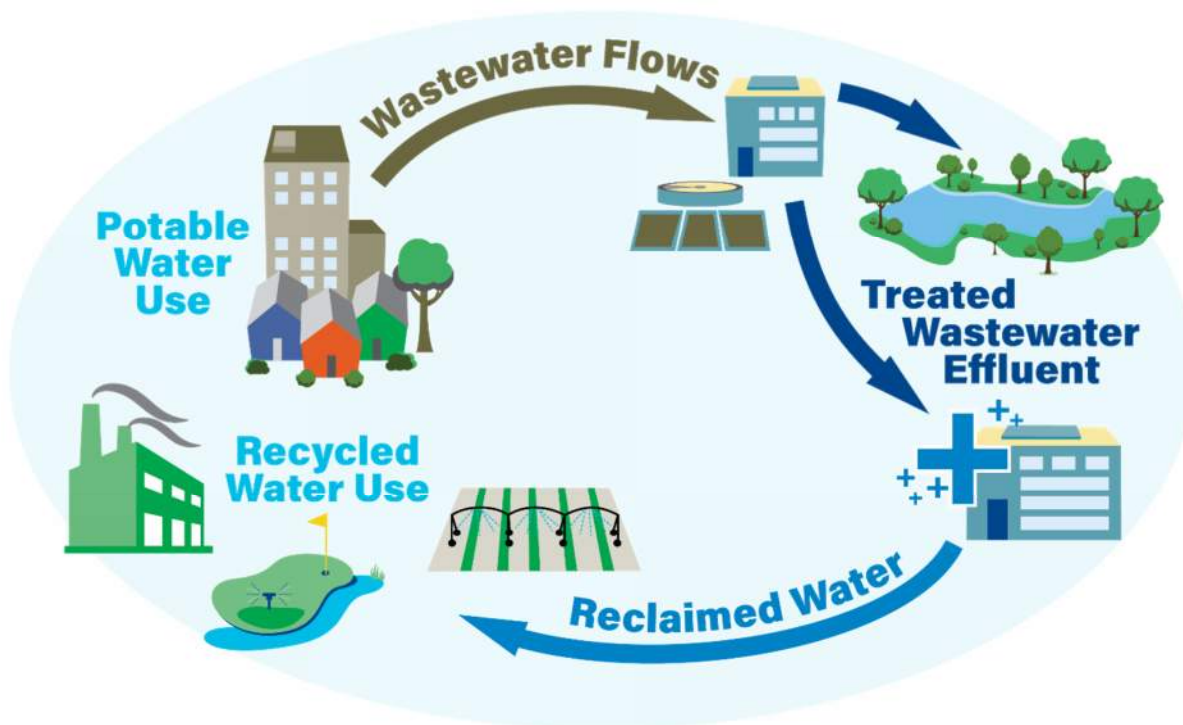 Wastewater Flows
Potable
Water
Use
Treated
Wastewater
Effluent
Recycled
Water Use
Reclaimed Water